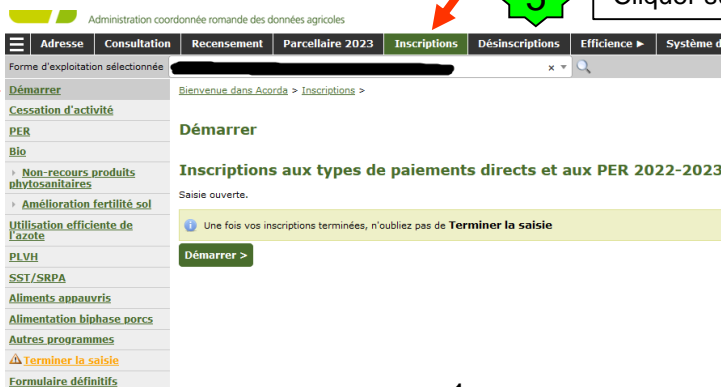 Administration coordonnée romande des données agricoles
Cliquer s
Adresse Consultation Recensement Parcellaire 2023 Inscriptions Désinscriptions Efficience ► Système d
Forme d'exploitation sélectionnée
Démarrer
Bienvenue dans Acorda > Inscriptions >
Cessation d'activité
PER
Démarrer
Bio
Non-recours produits
phytosanitaires
Inscriptions aux types de paiements directs et aux PER 2022-2023
Saisie ouverte.
Amélioration fertilité sol
Utilisation efficiente de
l'azote
Une fois vos inscriptions terminées, n'oubliez pas de Terminer la saisie
PLVH
Démarrer >
SST/SRPA
Aliments appauvris
Alimentation biphase porcs
Autres programmes
Terminer la saisie
Formulaire définitifs